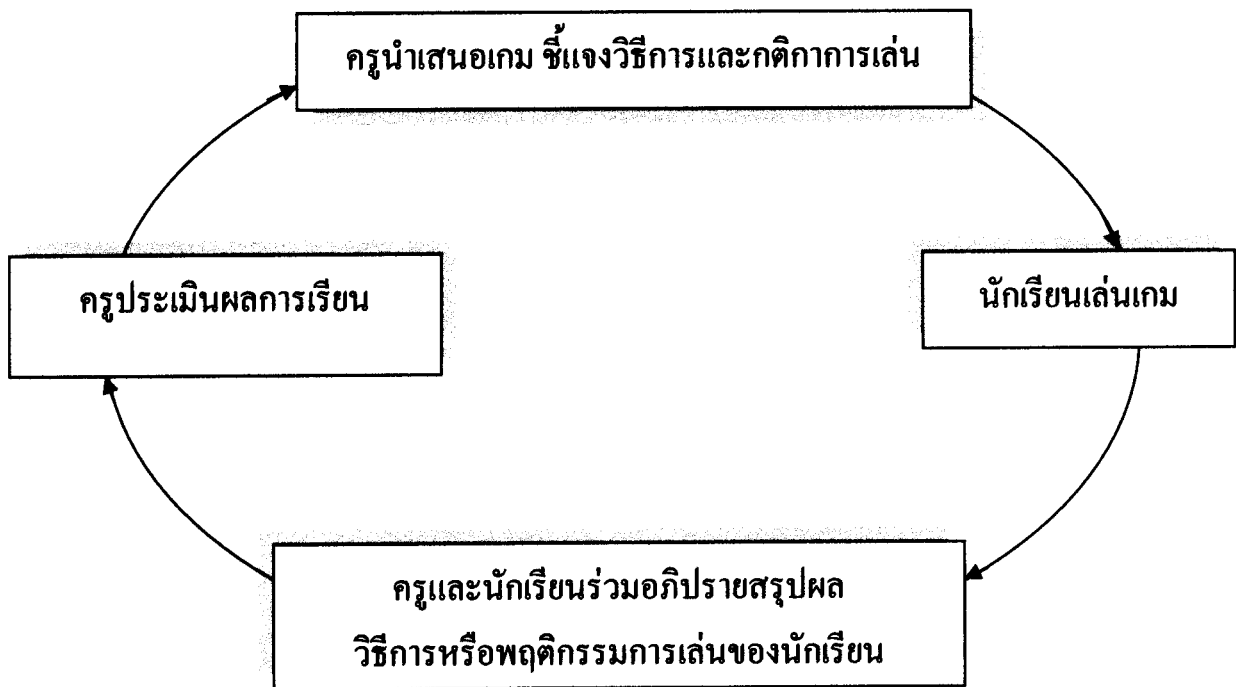 ครูนำเสนอเกม ชี้แจงวิธีการและกติกาการเล่น
ครูประเมินผลการเรียน
นักเรียนเล่นเกม
ครูและนักเรียนร่วมอภิปรายสรุปผล
วิธีการหรือพฤติกรรมการเล่นของนักเรียน